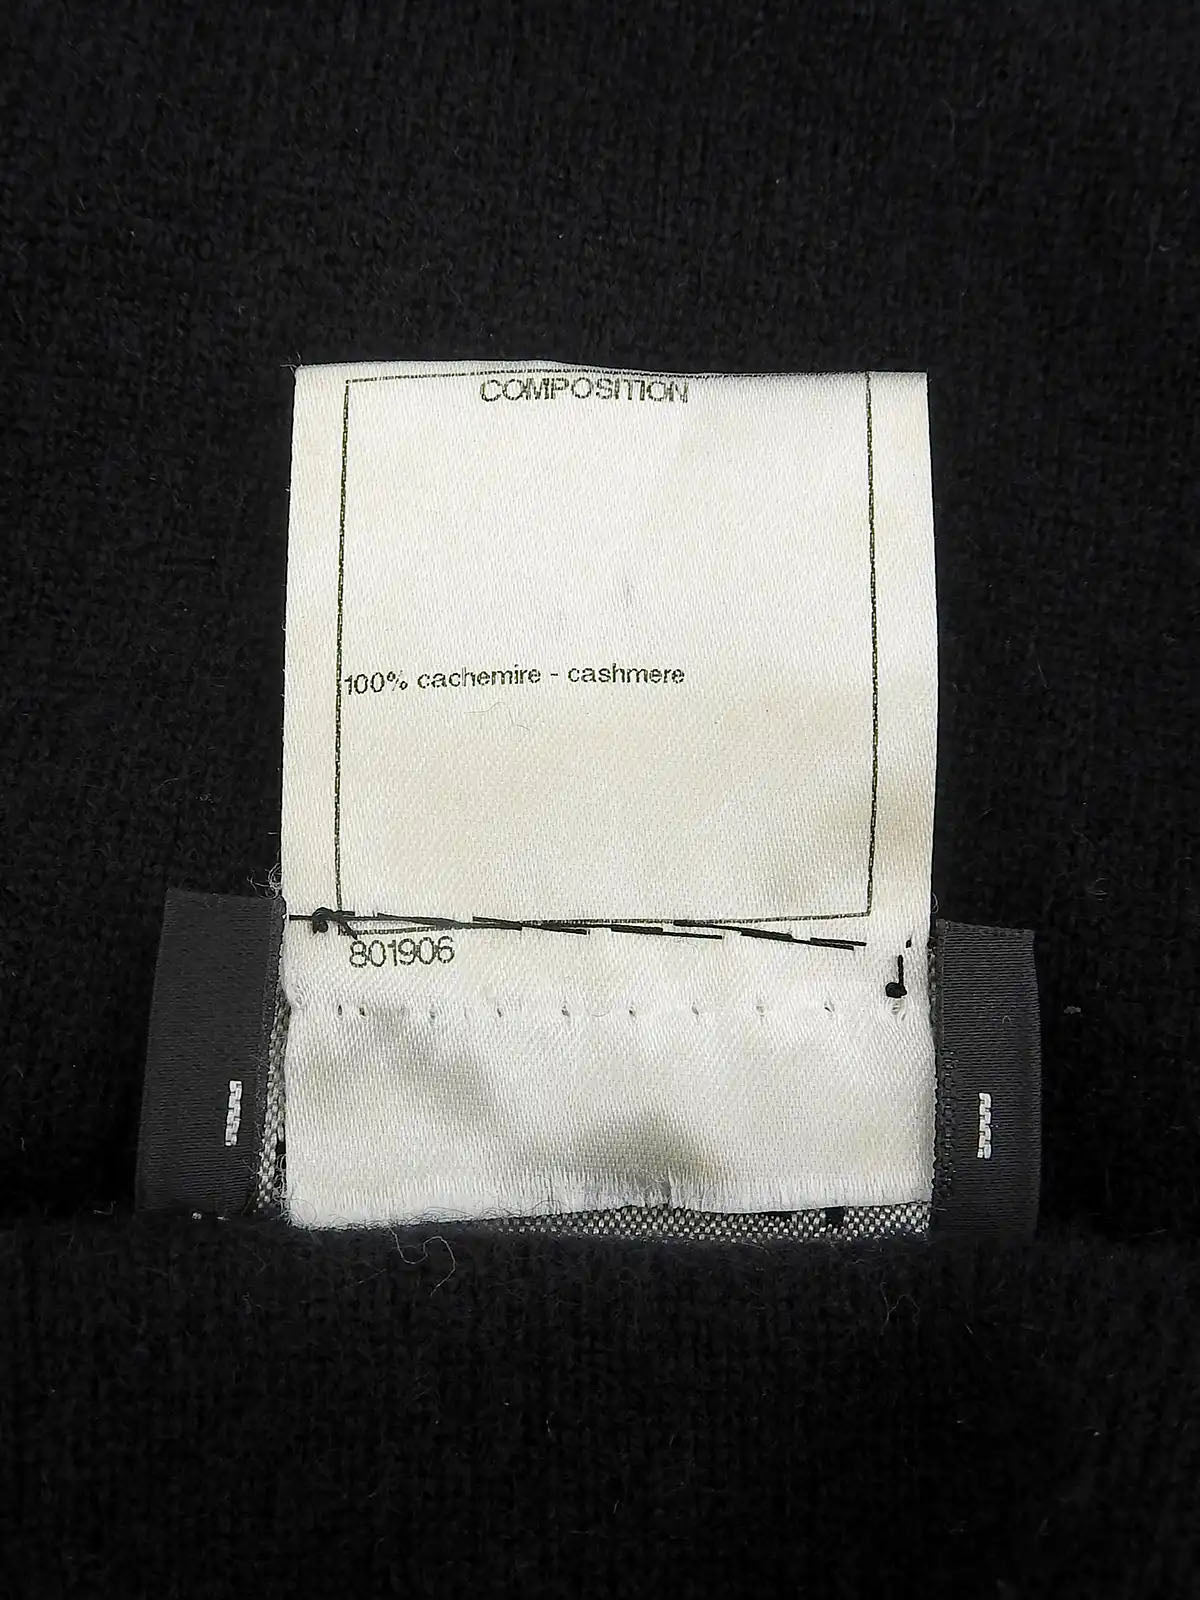 COMPOSITION
100% cachemire - cashmere
801906